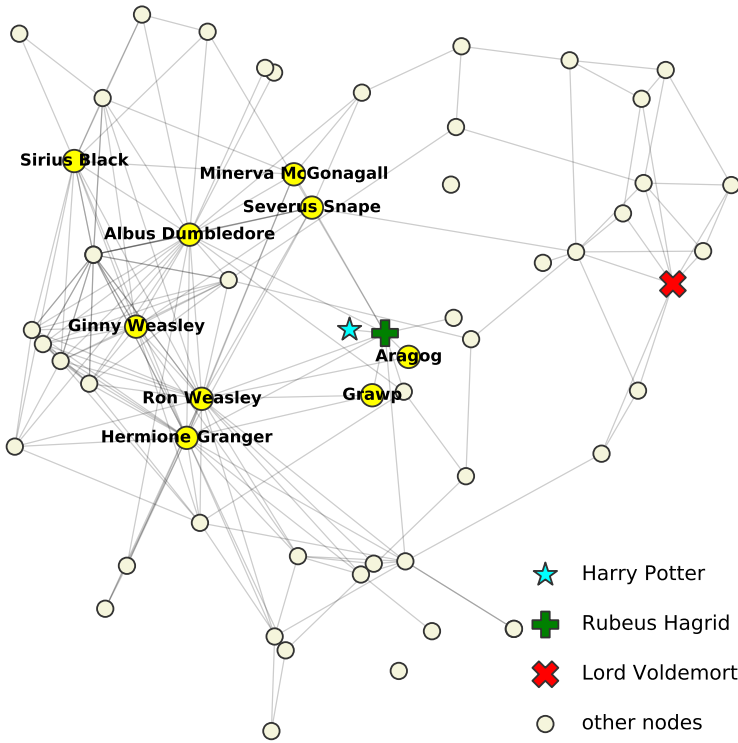 Sirius Black
Minerva McGonagall
Severus Snape
Albus Dumbledore
Ginny Weasley
Aragog
Ron Weasley
Grawp
Hermione Granger
Harry Potter
Rubeus Hagrid
Lord Voldemort
other nodes